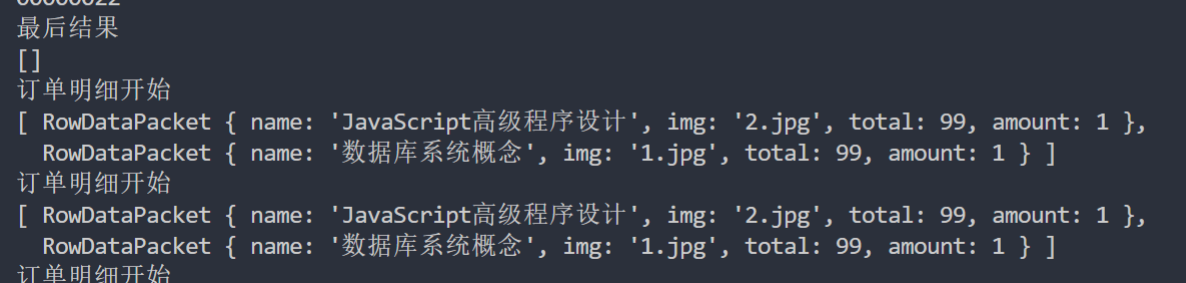 00000022
最后结果
[]
订单明细开始
[ RowDataPacket { name: 'JavaScript高级程序设计', img: '2.jpg', total: 99, amount: 1 },
  RowDataPacket { name: '数据库系统概念', img: '1.jpg', total: 99, amount: 1 } ]
订单明细开始
[ RowDataPacket { name: 'JavaScript高级程序设计', img: '2.jpg', total: 99, amount: 1 },
  RowDataPacket { name: '数据库系统概念', img: '1.jpg', total: 99, amount: 1 } ]
订单明细开始